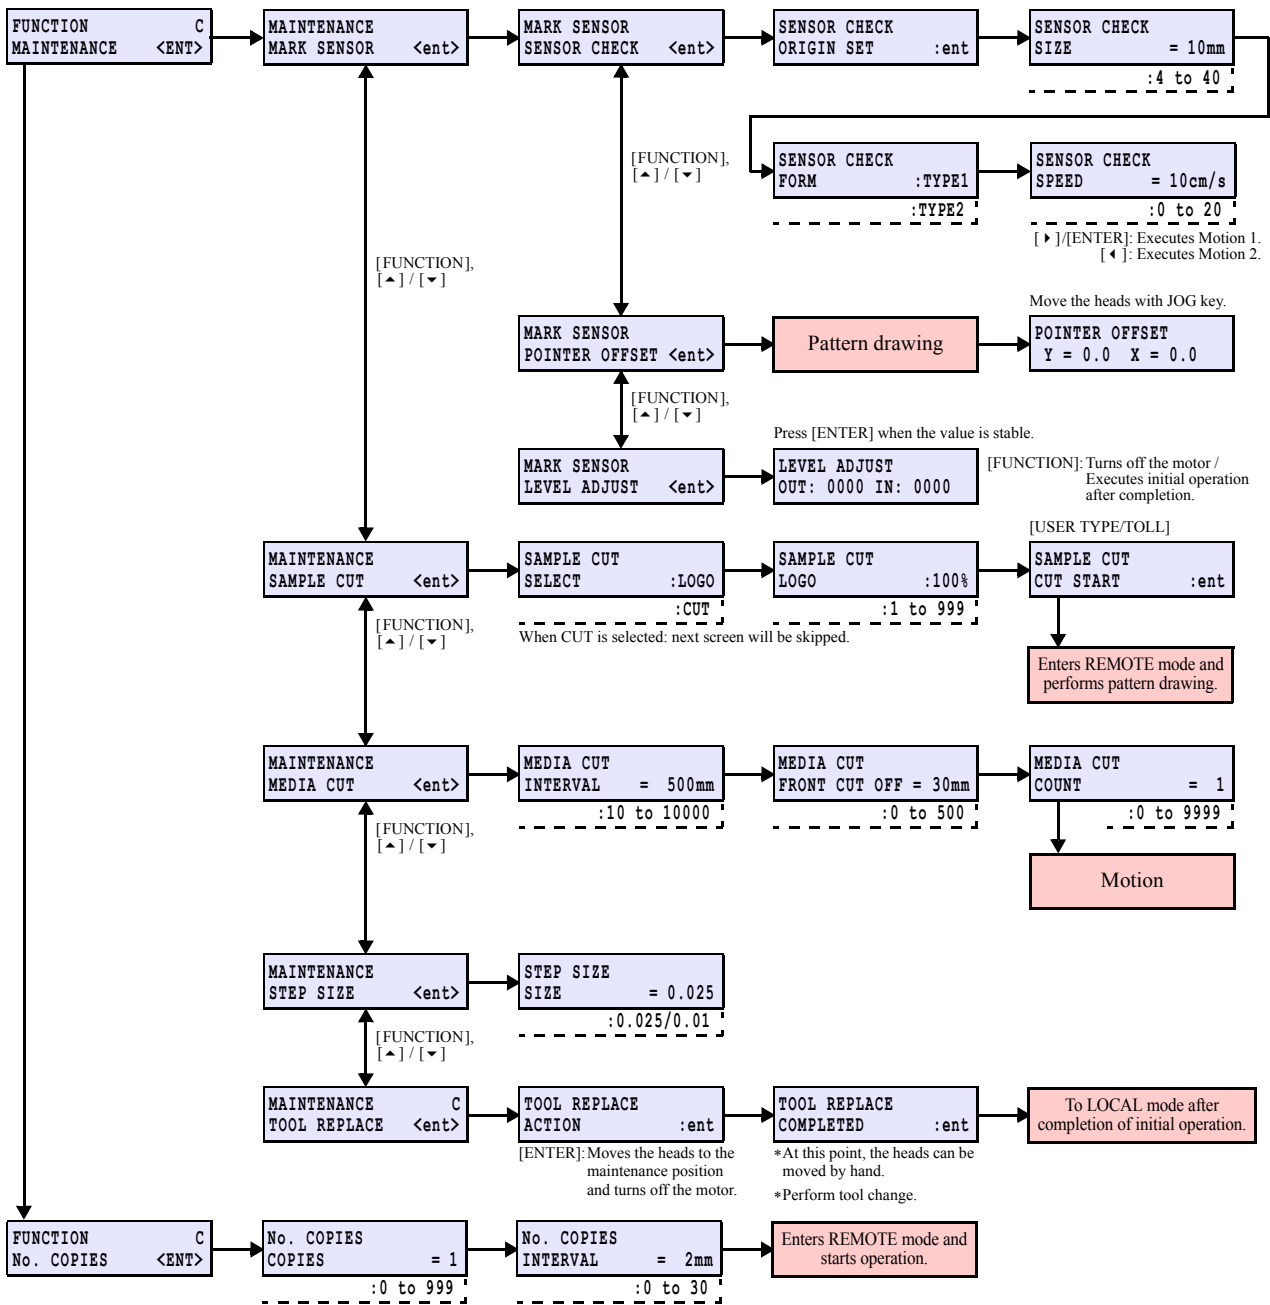 FUNCTION C
MAINTENANCE <ENT>
MAINTENANCE
MARK SENSOR <ent>
MARK SENSOR
SENSOR CHECK <ent>
SENSOR CHECK
ORIGIN SET :ent
SENSOR CHECK
SIZE = 10mm
:4 to 40
[FUNCTION],
[▲] / [▼]
SENSOR CHECK
FORM :TYPE1
:TYPE2
SENSOR CHECK
SPEED = 10cm/s
:0 to 20
[▶]/[ENTER]: Executes Motion 1.
[◀]: Executes Motion 2.
[FUNCTION],
[▲] / [▼]
Move the heads with JOG key.
MARK SENSOR
POINTER OFFSET <ent>
Pattern drawing
POINTER OFFSET
Y = 0.0 X = 0.0
[FUNCTION],
[▲] / [▼]
Press [ENTER] when the value is stable.
MARK SENSOR
LEVEL ADJUST <ent>
LEVEL ADJUST
OUT: 0000 IN: 0000
[FUNCTION]: Turns off the motor /
Executes initial operation
after completion.
[USER TYPE/TOLL]
MAINTENANCE
SAMPLE CUT <ent>
SAMPLE CUT
SELECT :LOGO
:CUT
SAMPLE CUT
LOGO :100%
:1 to 999
SAMPLE CUT
CUT START :ent
[FUNCTION],
[▲] / [▼]
When CUT is selected: next screen will be skipped.
Enters REMOTE mode and
performs pattern drawing.
MAINTENANCE
MEDIA CUT <ent>
MEDIA CUT
INTERVAL = 500mm
:10 to 10000
MEDIA CUT
FRONT CUT OFF = 30mm
:0 to 500
MEDIA CUT
COUNT = 1
:0 to 9999
[FUNCTION],
[▲] / [▼]
Motion
MAINTENANCE
STEP SIZE <ent>
STEP SIZE
SIZE = 0.025
:0.025/0.01
[FUNCTION],
[▲] / [▼]
MAINTENANCE C
TOOL REPLACE <ent>
TOOL REPLACE
ACTION :ent
TOOL REPLACE
COMPLETED :ent
To LOCAL mode after
completion of initial operation.
[ENTER]: Moves the heads to the
maintenance position
and turns off the motor.
*At this point, the heads can be
moved by hand.
*Perform tool change.
FUNCTION C
No. COPIES <ENT>
No. COPIES
COPIES = 1
:0 to 999
No. COPIES
INTERVAL = 2mm
:0 to 30
Enters REMOTE mode and
starts operation.